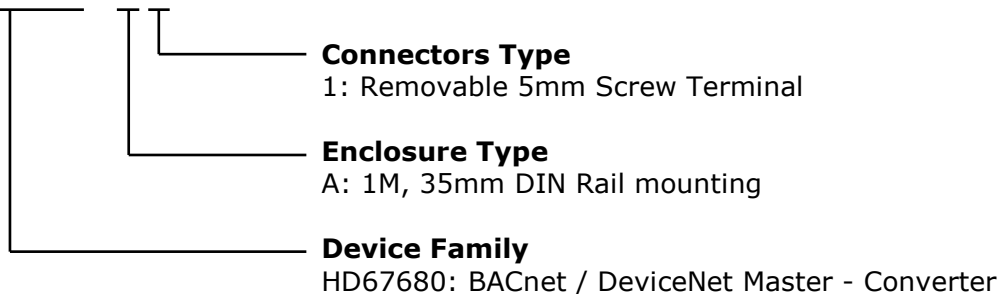 Connectors Type
1: Removable 5mm Screw Terminal
Enclosure Type
A: 1M, 35mm DIN Rail mounting
Device Family
HD67680: BACnet / DeviceNet Master - Converter